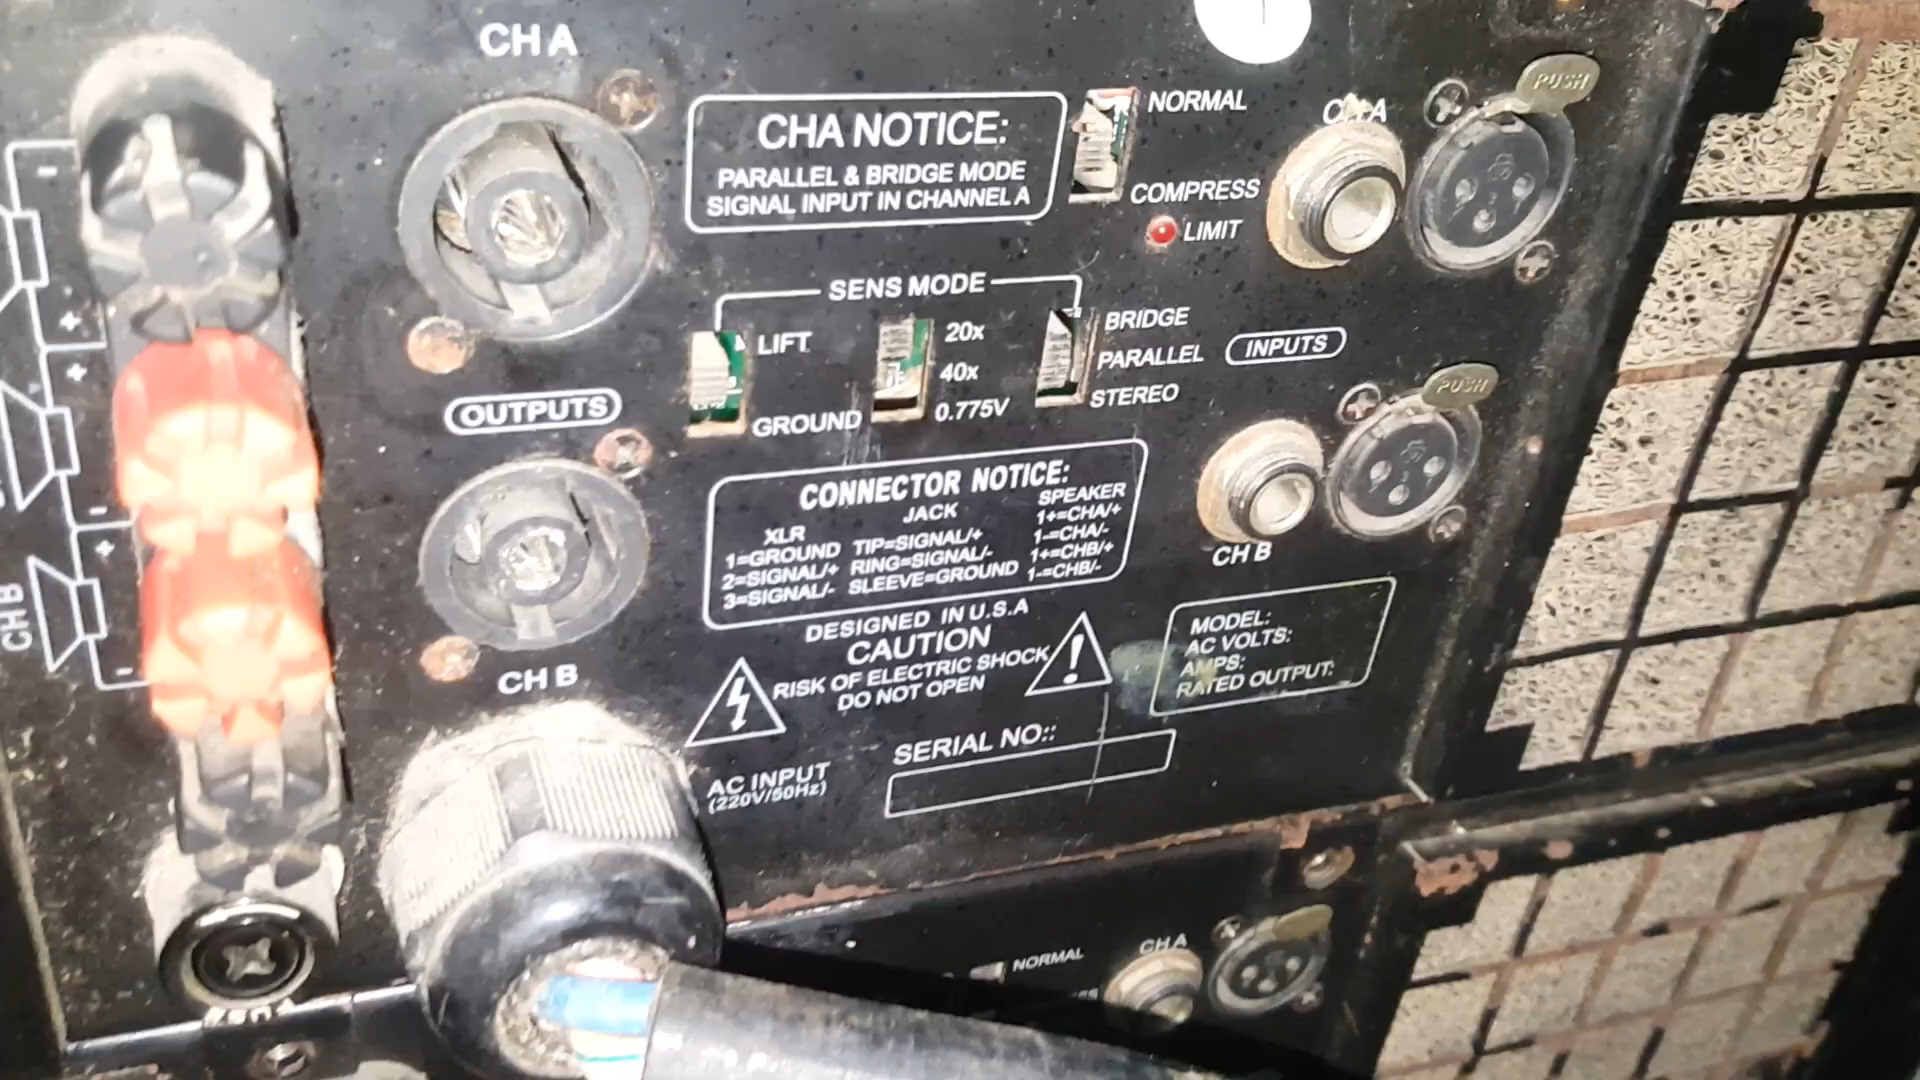 CH A
CHA NOTICE:
PARALLEL & BRIDGE MODE
SIGNAL INPUT IN CHANNEL A
NORMAL
COMPRESS
LIMIT
CH A
PUSH
SENS MODE
LIFT
GROUND
20x
40x
0.775V
BRIDGE
PARALLEL
STEREO
INPUTS
PUSH
OUTPUTS
CH B
CONNECTOR NOTICE:
XLR JACK SPEAKER
1=GROUND TIP=SIGNAL/+ 1+=CHA/+
2=SIGNAL/+ RING=SIGNAL/- 1-=CHA/-
3=SIGNAL/- SLEEVE=GROUND 1+=CHB/+
1-=CHB/-
DESIGNED IN U.S.A
CAUTION
RISK OF ELECTRIC SHOCK
DO NOT OPEN
MODEL:
AC VOLTS:
AMPS:
RATED OUTPUT:
CH B
CH B
SERIAL NO::
AC INPUT
(220V/50Hz)
NORMAL
CH A